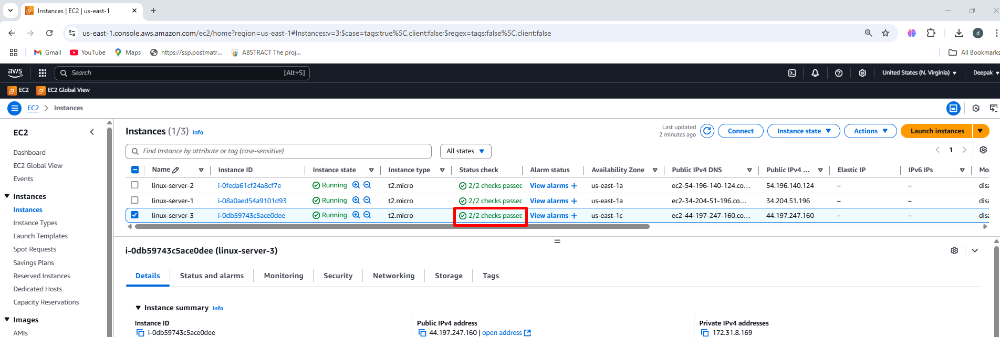 Instances | EC2 | us-east-1
us-east-1.console.aws.amazon.com/ec2/home?region=us-east-1#Instances:v=3;$case=tags:true%5C,client:false;$regex=tags:false%5C,client:false
d
Gmail YouTube Maps https://ssp.postmatr... ABSTRACT The proj... All Bookmarks
aws Search [Alt+S] United States (N. Virginia) Deepak
EC2 EC2 Global View
EC2 Instances
EC2
Dashboard
EC2 Global View
Events
Instances
Instances
Instance Types
Launch Templates
Spot Requests
Savings Plans
Reserved Instances
Dedicated Hosts
Capacity Reservations
Images
AMIs
Instances (1/3) Info
Last updated
2 minutes ago
Connect Instance state Actions Launch instances
Find Instance by attribute or tag (case-sensitive) All states 1
Name Instance ID Instance state Instance type Status check Alarm status Availability Zone Public IPv4 DNS Public IPv4 ... Elastic IP IPv6 IPs Mo
linux-server-2 i-0feda61cf24a8cf7e Running t2.micro 2/2 checks passec View alarms + us-east-1a ec2-54-196-140-124.co... 54.196.140.124 – – disa
linux-server-1 i-08a0aed54a9101d93 Running t2.micro 2/2 checks passec View alarms + us-east-1a ec2-34-204-51-196.co... 34.204.51.196 – – disa
linux-server-3 i-0db59743c5ace0dee Running t2.micro 2/2 checks passec View alarms + us-east-1c ec2-44-197-247-160.co... 44.197.247.160 – – disa
i-0db59743c5ace0dee (linux-server-3)
Details Status and alarms Monitoring Security Networking Storage Tags
Instance summary Info
Instance ID
i-0db59743c5ace0dee
Public IPv4 address
44.197.247.160 | open address
Private IPv4 addresses
172.31.8.169